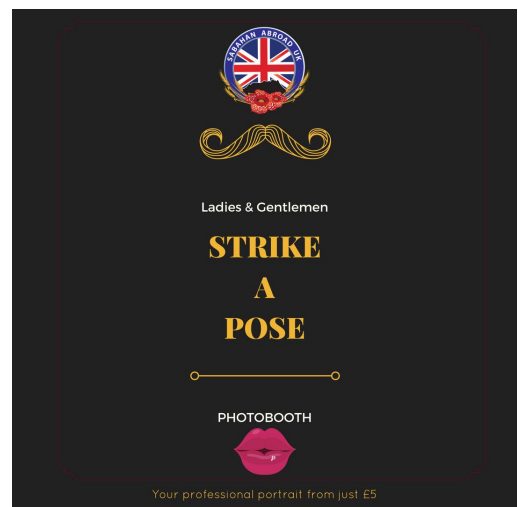 SABAHAN ABROAD UK
Ladies & Gentlemen
STRIKE
A
POSE
PHOTOBOOTH
Your professional portrait from just £5